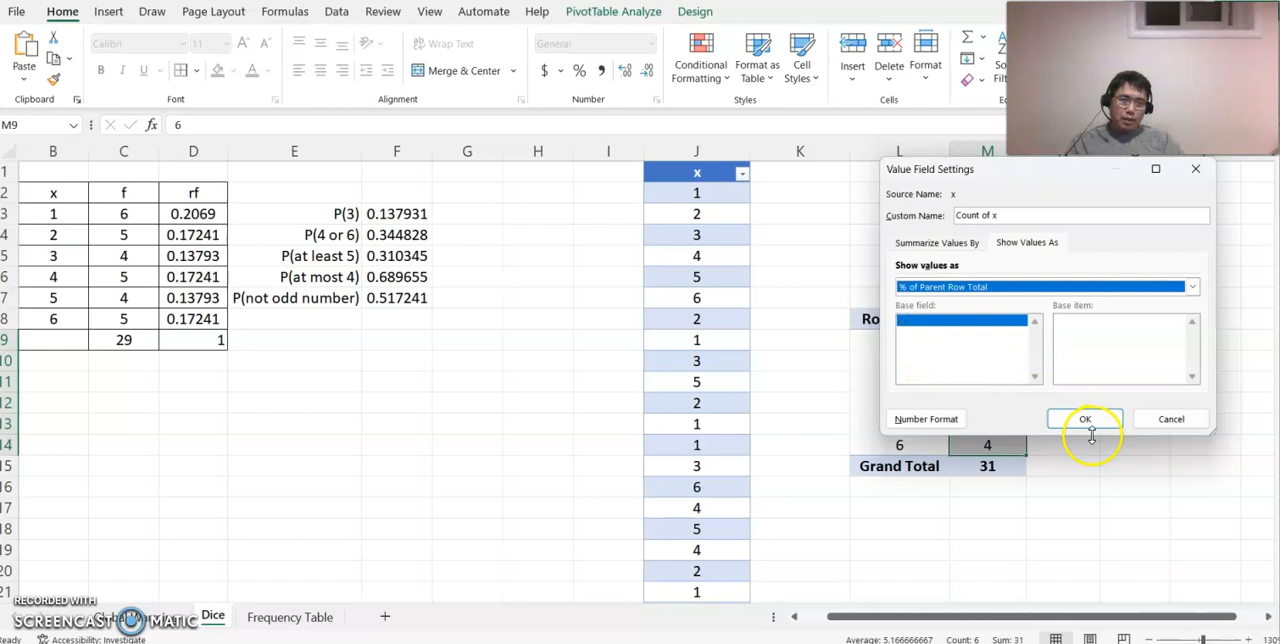 File Home Insert Draw Page Layout Formulas Data Review View Automate Help PivotTable Analyze Design
Paste
Calibri 11
B I U
Wrap Text
Merge & Center
General
$ % 9
Conditional Formatting
Format as Table
Cell Styles
Insert Delete Format
Clipboard Font Alignment Number Styles Cells
M9 fx 6
B C D E F G H I J K L M
1 x
2 x f rf 1
3 1 6 0.2069 P(3) 0.137931 2
4 2 5 0.17241 P(4 or 6) 0.344828 3
5 3 4 0.13793 P(at least 5) 0.310345 4
6 4 5 0.17241 P(at most 4) 0.689655 5
7 5 4 0.13793 P(not odd number) 0.517241 6
8 6 5 0.17241 2
9 29 1 1
10 3
11 5
12 2
13 1
14 1 6 4
15 3 Grand Total 31
16 6
17 4
18 5
19 4
20 2
21 1
Value Field Settings
Source Name: x
Custom Name: Count of x
Summarize Values By Show Values As
Show values as
% of Parent Row Total
Base field: Base item:
Number Format OK Cancel
RECORDED WITH
SCREENCAST MATIC
Dice Frequency Table
Ready Accessibility: Investigate Average: 5.166666667 Count: 6 Sum: 31